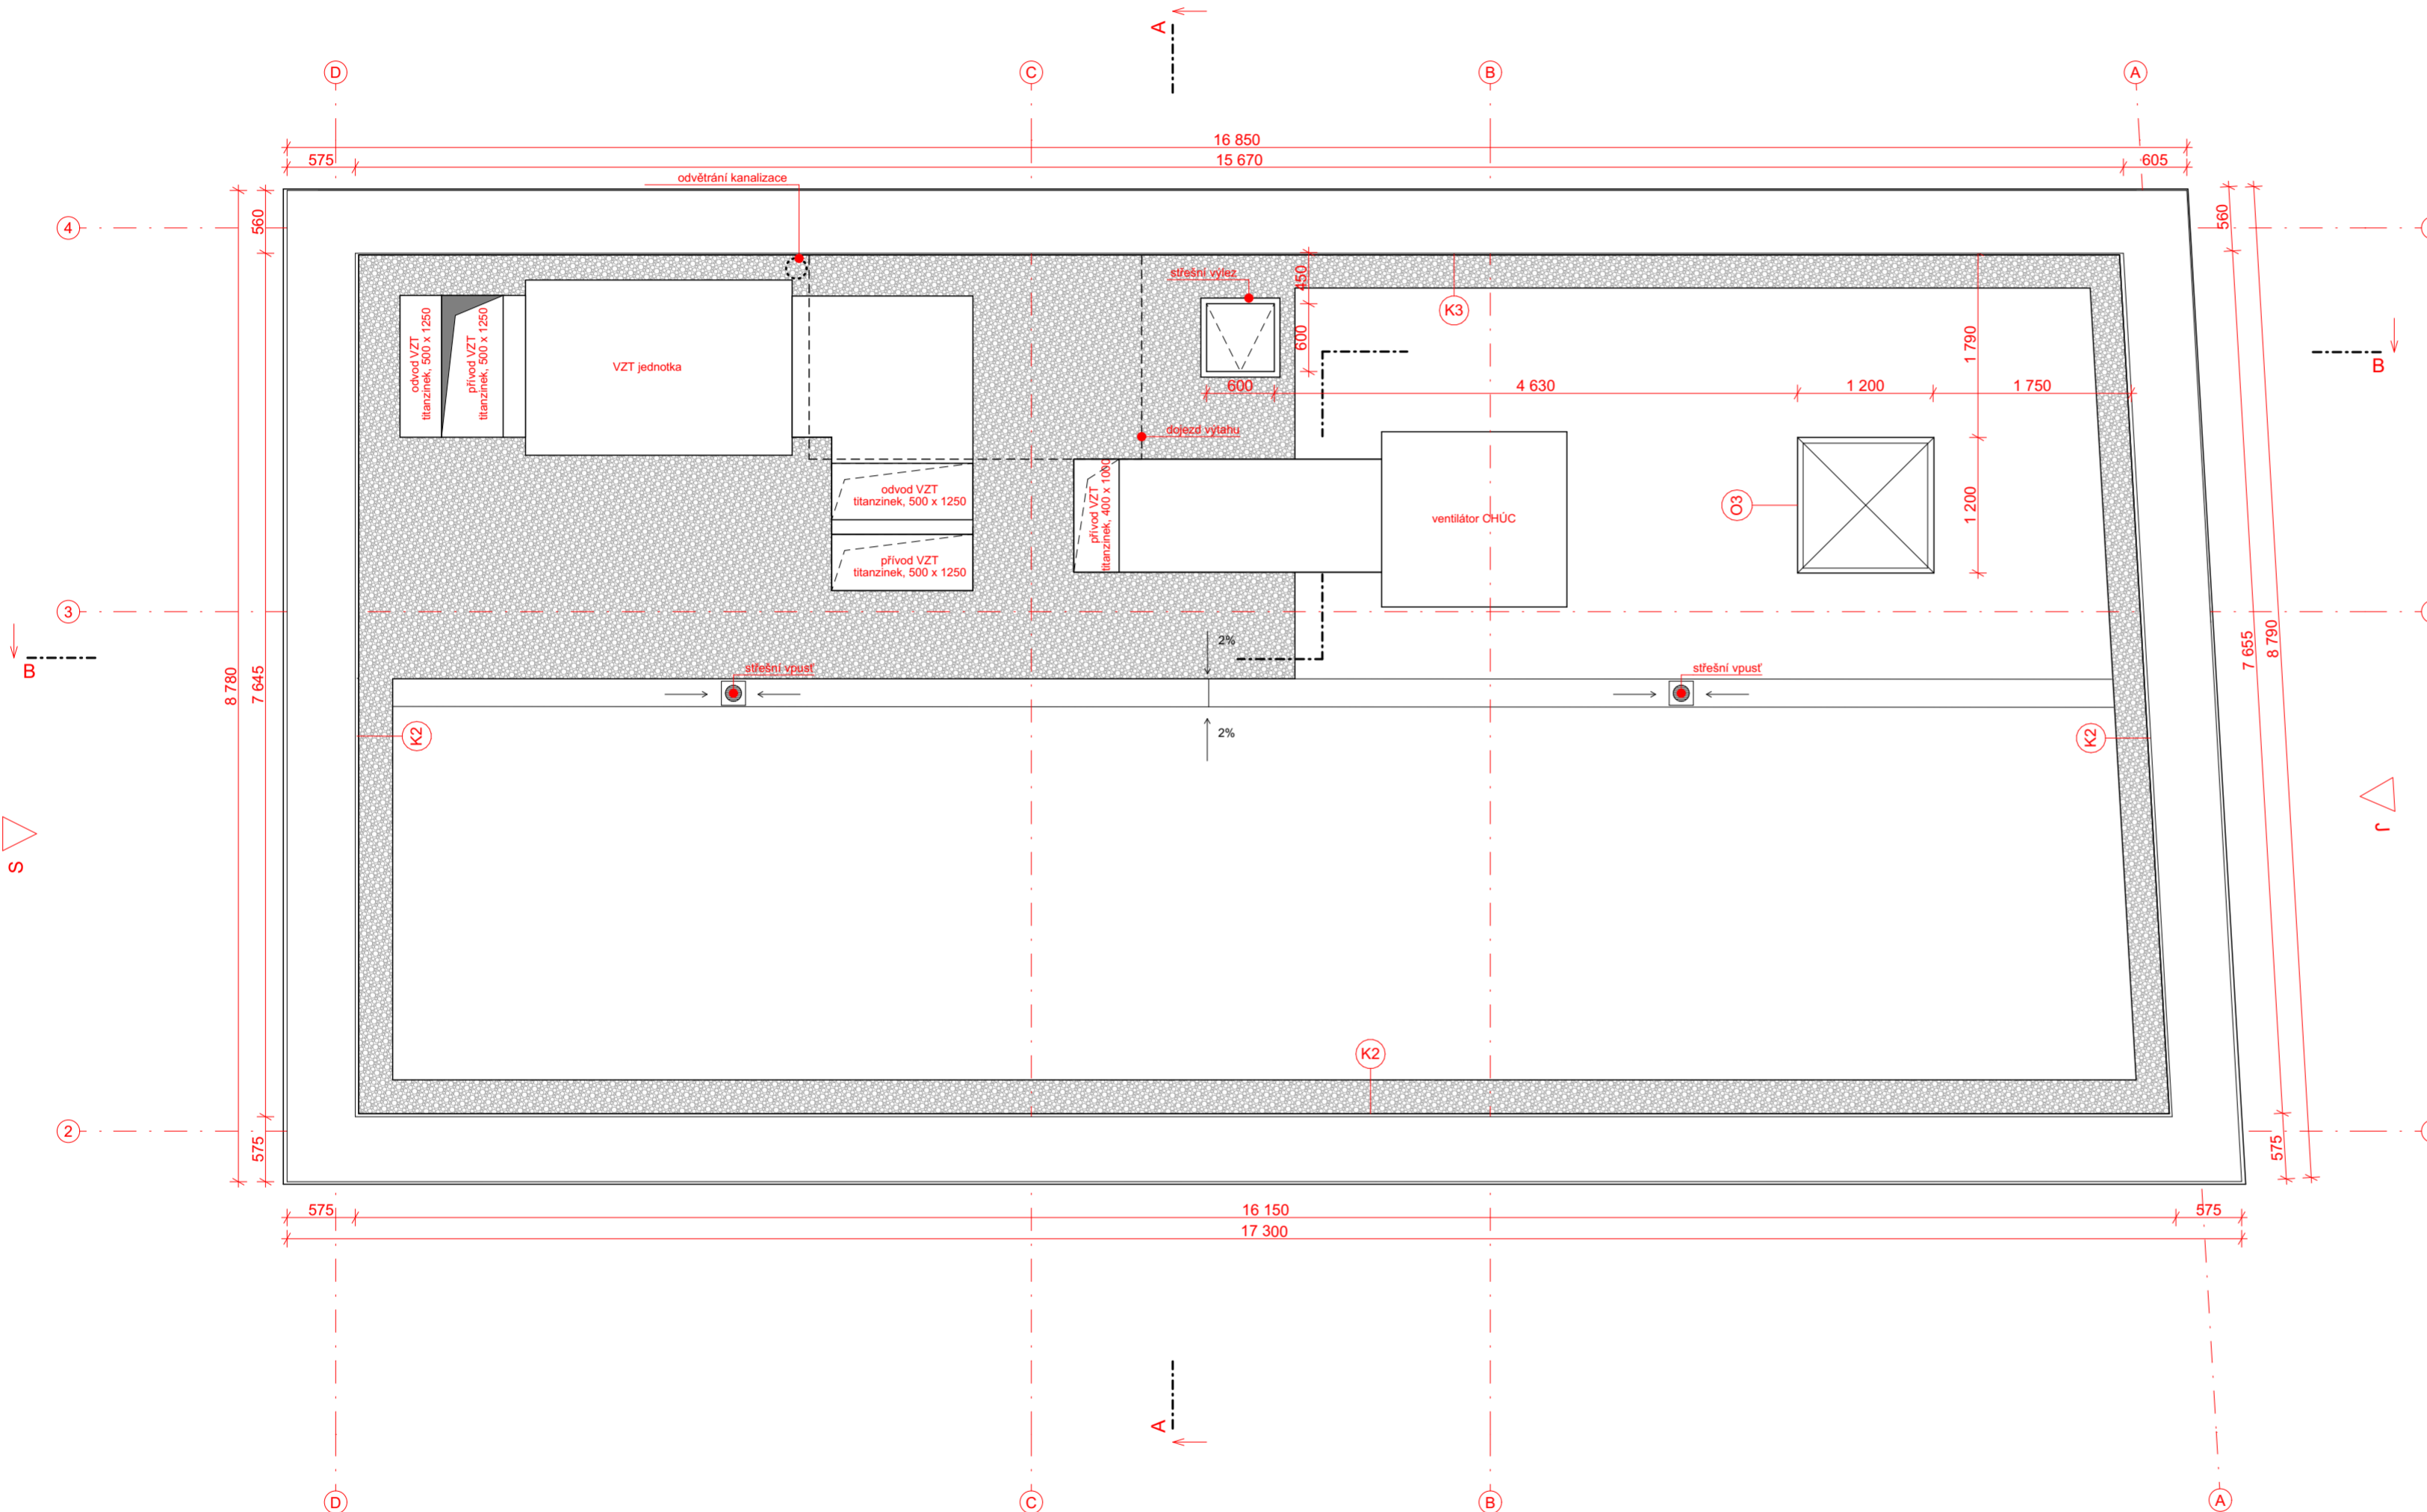 A
D
C
B
A
16 850
575
15 670
605
odvětrání kanalizace
4
560
560
střešní výlez
450
K3
odvod VZT
titanzinek, 500 x 1250
přívod VZT
titanzinek, 500 x 1250
VZT jednotka
600
1 790
B
600
4 630
1 200
1 750
dojezd výtahu
odvod VZT
titanzinek, 500 x 1250
přívod VZT
titanzinek, 400 x 1000
ventilátor CHÚC
O3
1 200
přívod VZT
titanzinek, 500 x 1250
3
B
2%
střešní vpusť
střešní vpusť
8 780
7 645
7 655
8 790
2%
K2
K2
S
J
K2
2
575
575
575
16 150
575
17 300
A
D
C
B
A